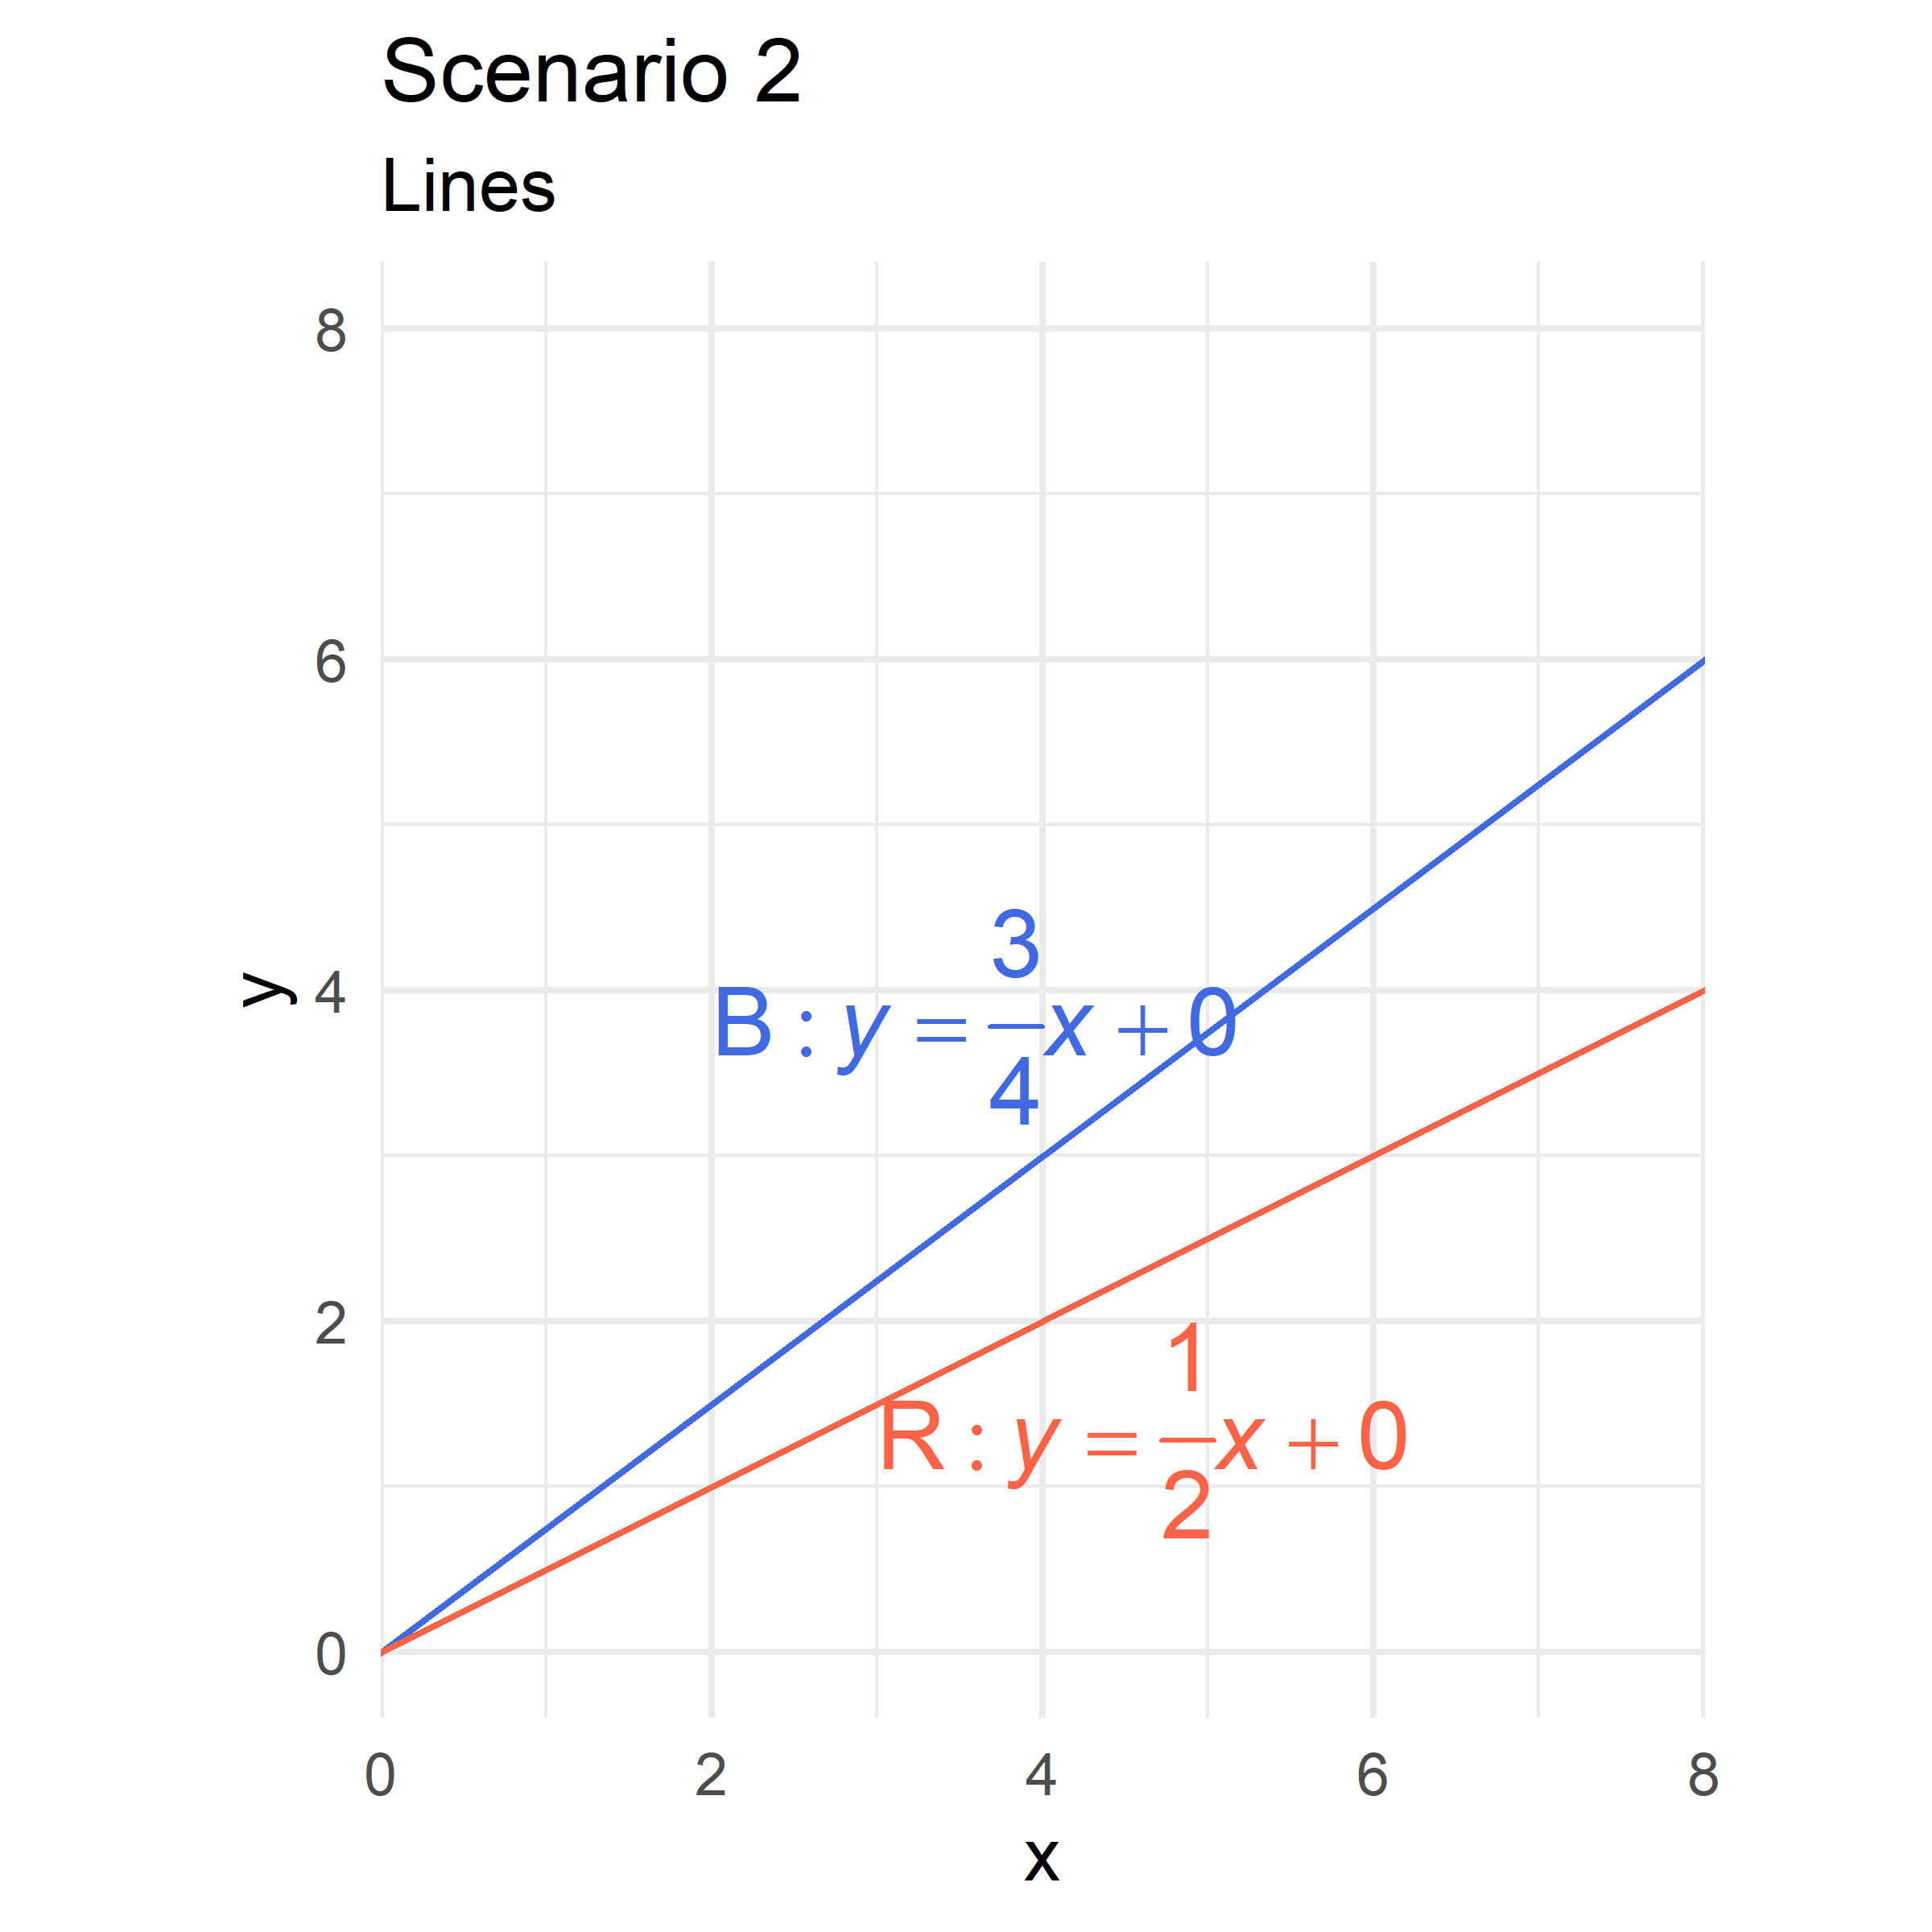 Scenario 2
Lines
8
6
4
2
0
y
B : y = 3/4 x + 0
R : y = 1/2 x + 0
0 2 4 6 8
x